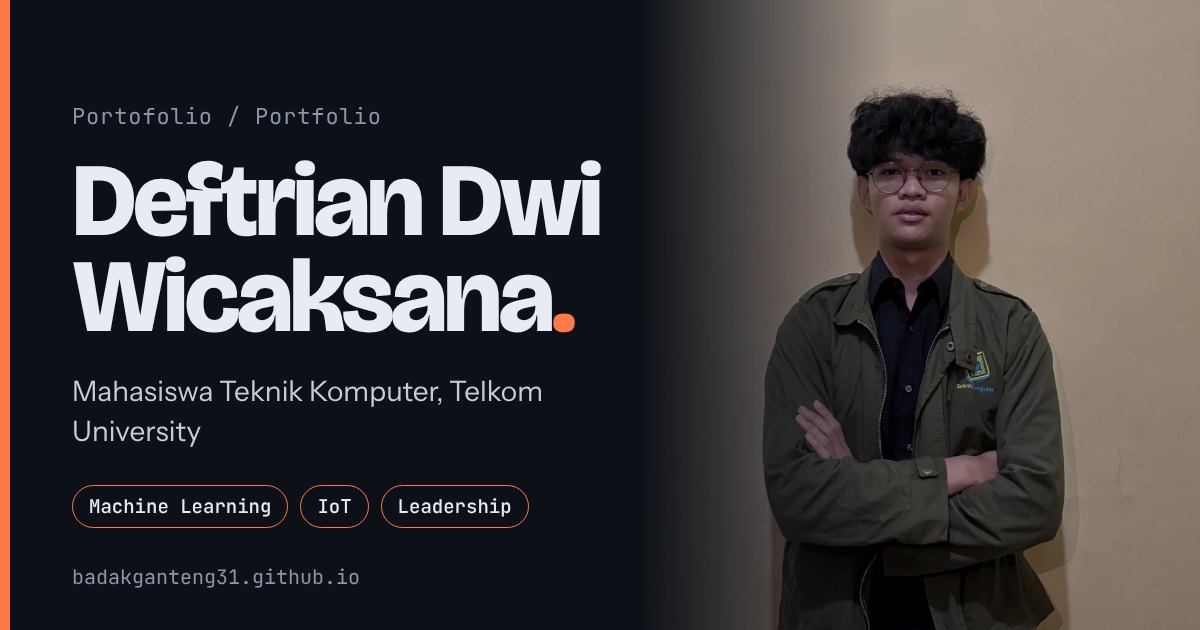 Portofolio / Portfolio
Deftrian Dwi
Wicaksana.
Mahasiswa Teknik Komputer, Telkom
University
Machine Learning
IoT
Leadership
badakganteng31.github.io